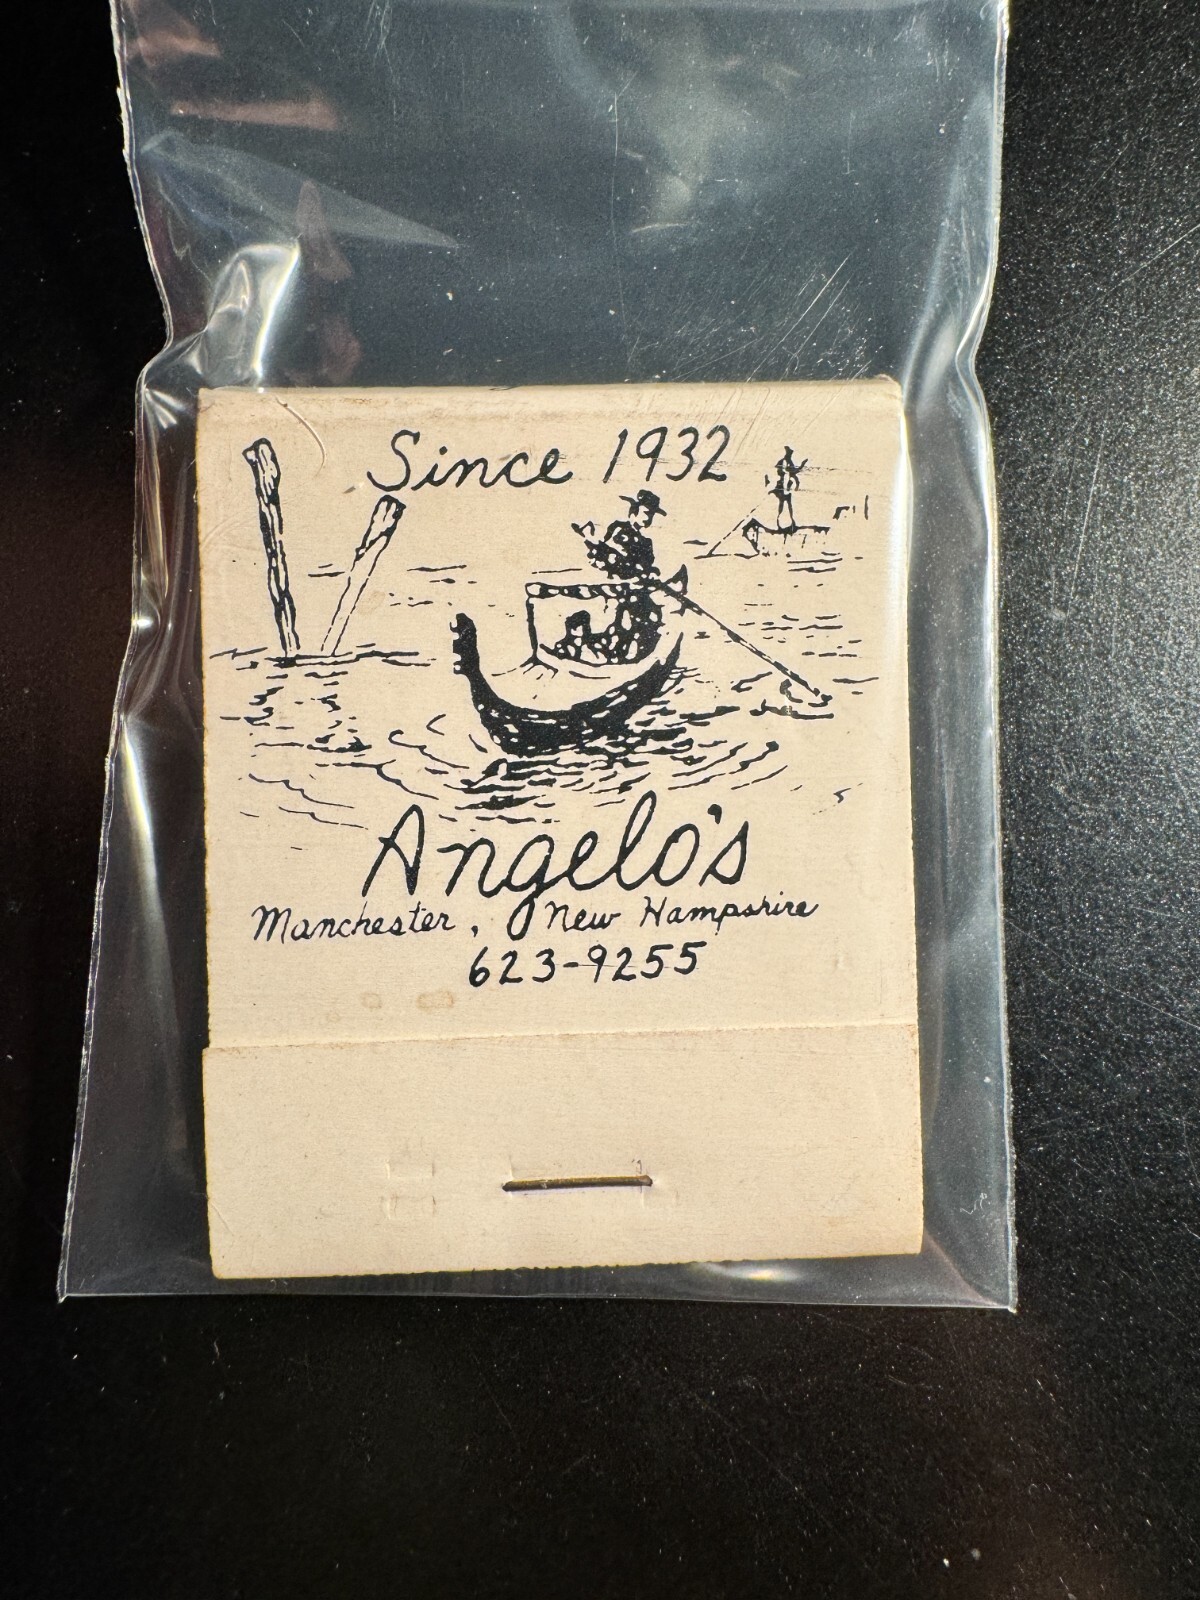 Since 1932
Angelo's
Manchester, New Hampshire
623-9255